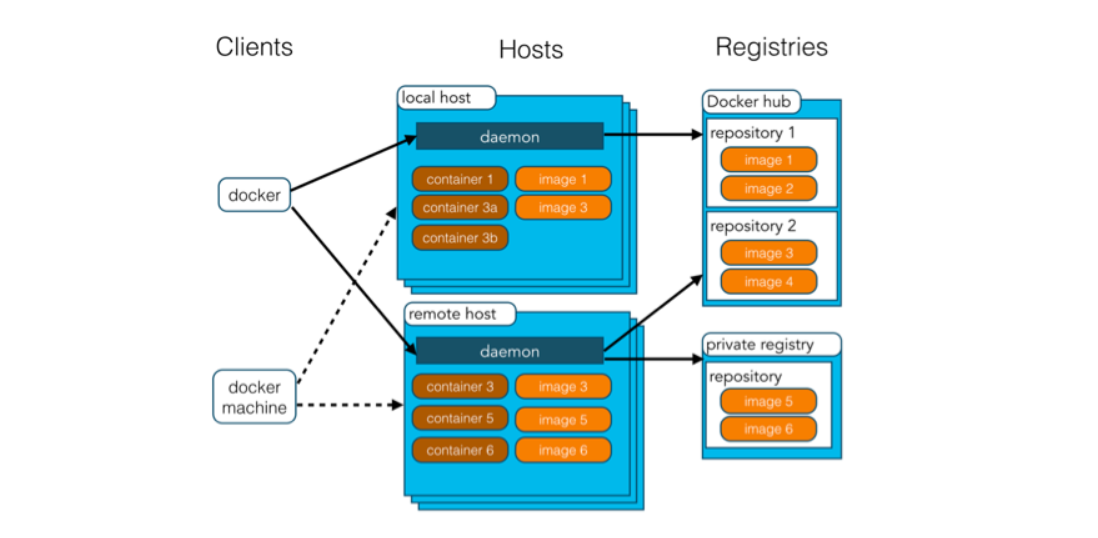 Clients
Hosts
Registries
local host
daemon
container 1
image 1
container 3a
image 3
container 3b
docker
docker
machine
remote host
daemon
container 3
image 3
container 5
image 5
container 6
image 6
Docker hub
repository 1
image 1
image 2
repository 2
image 3
image 4
private registry
repository
image 5
image 6